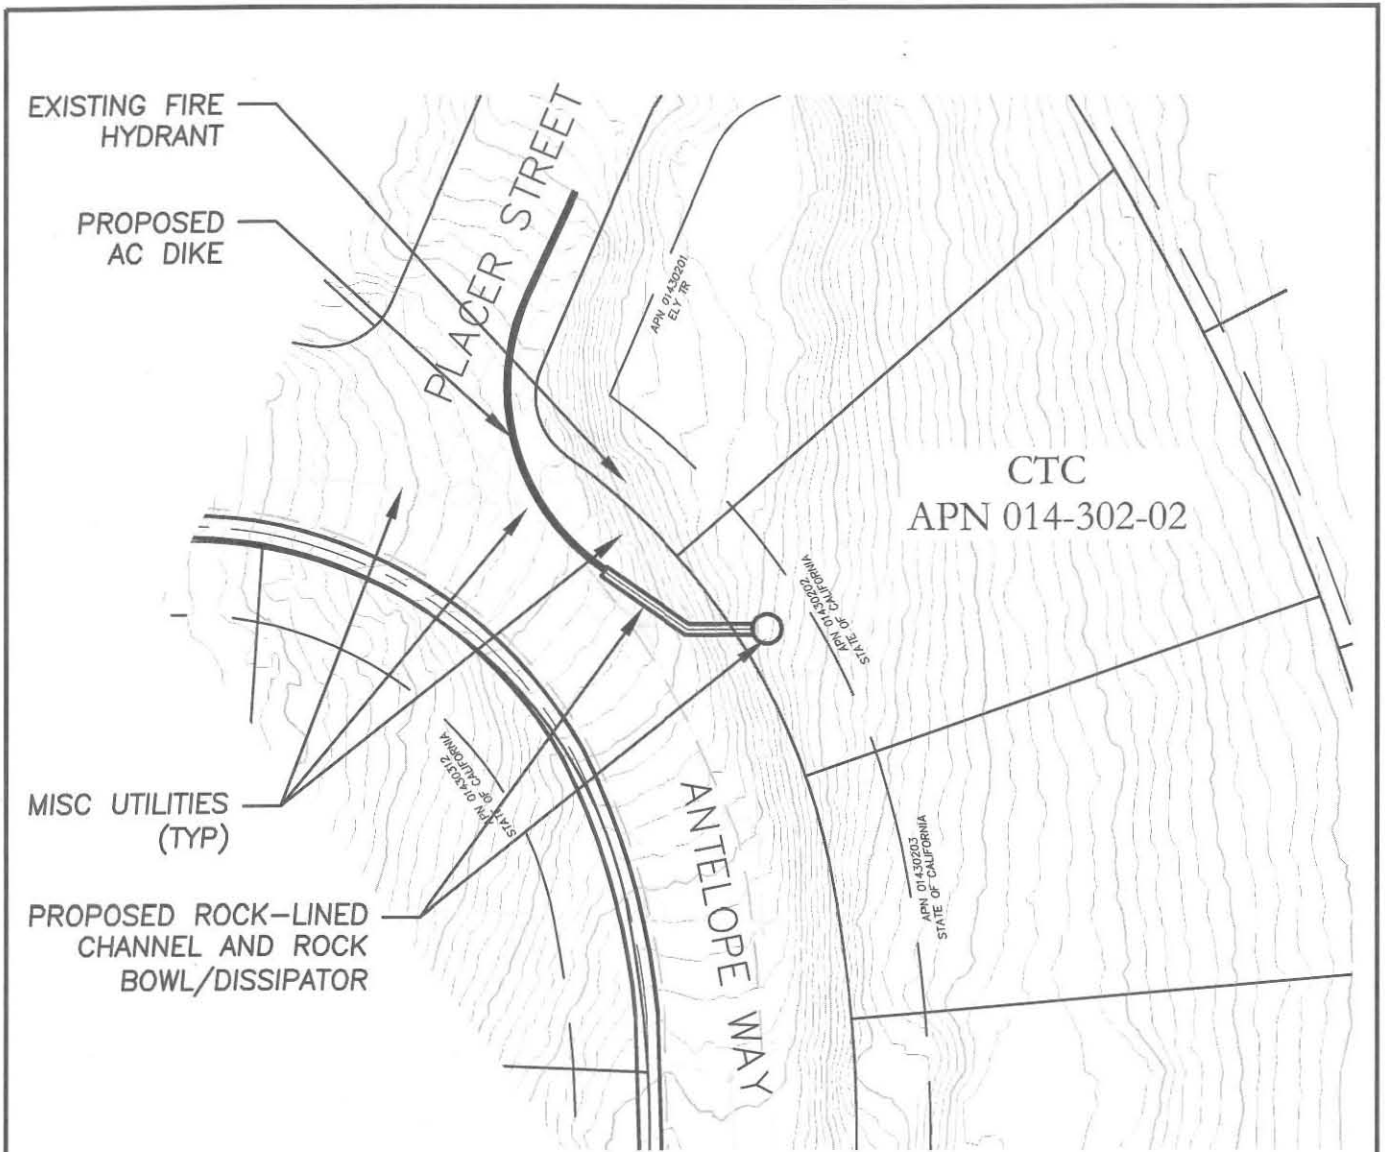 EXISTING FIRE
HYDRANT
PROPOSED
AC DIKE
PLACER STREET
APN 01430201
ELY TR
CTC
APN 014-302-02
APN 01430202
STATE OF CALIFORNIA
APN 01430312
STATE OF CALIFORNIA
MISC UTILITIES
(TYP)
ANTELOPE WAY
APN 01430203
STATE OF CALIFORNIA
PROPOSED ROCK-LINED
CHANNEL AND ROCK
BOWL/DISSIPATOR